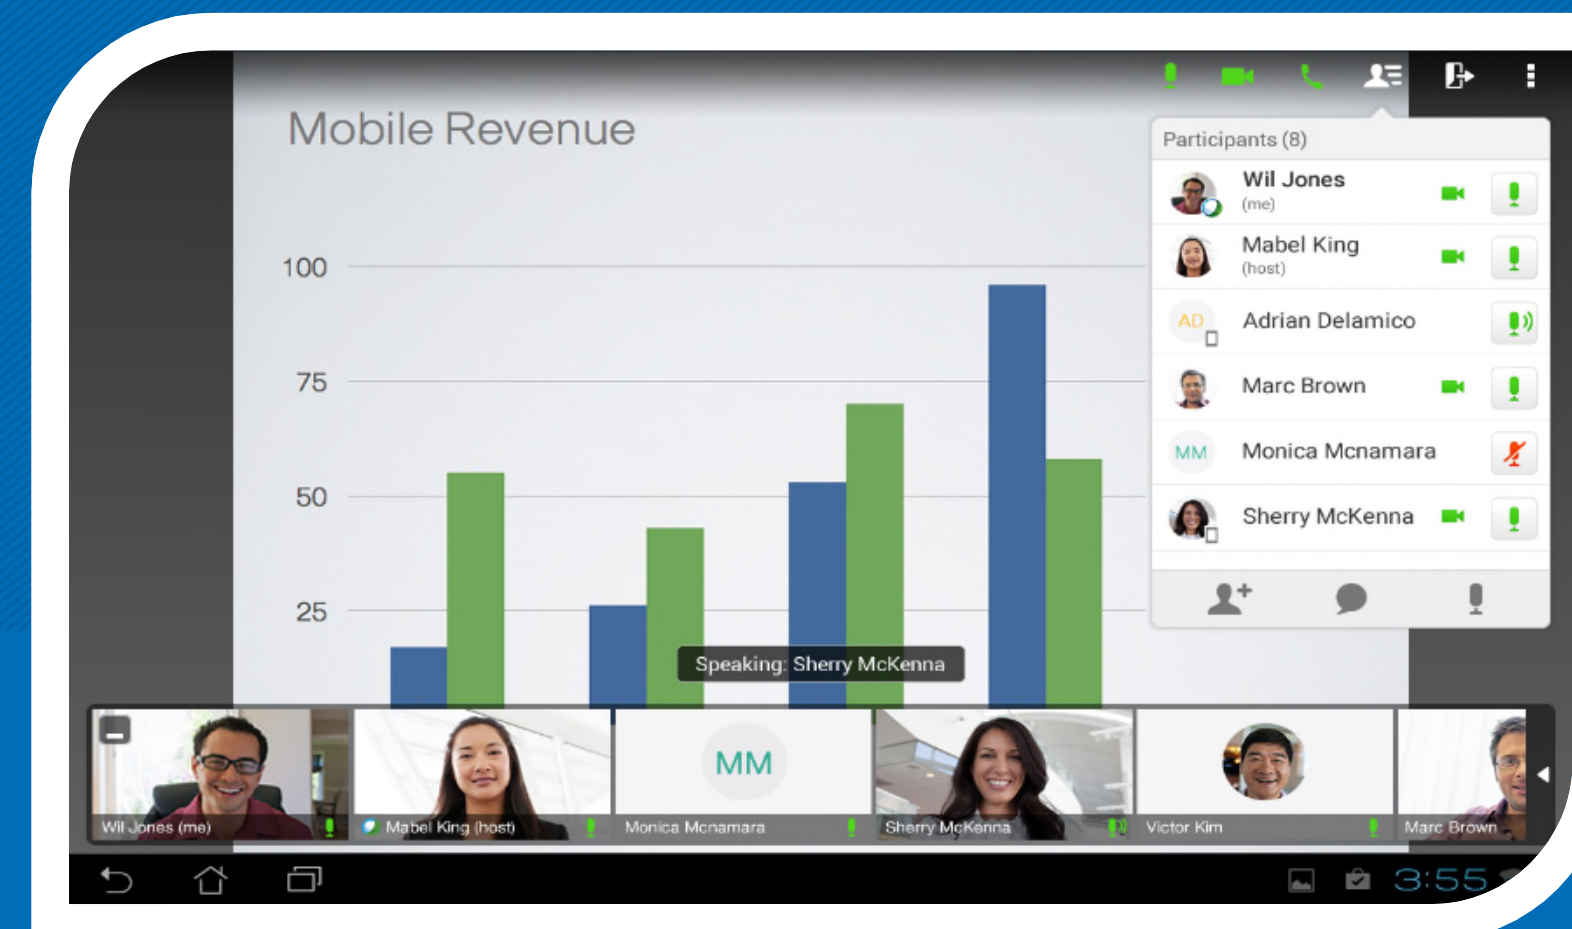 Mobile Revenue
Participants (8)
Wil Jones
(me)
Mabel King
(host)
AD
Adrian Delamico
Marc Brown
MM
Monica Mcnamara
Sherry McKenna
100
75
50
25
Speaking: Sherry McKenna
MM
Wil Jones (me)
Mabel King (host)
Monica Mcnamara
Sherry McKenna
Victor Kim
Marc Brown
3:55